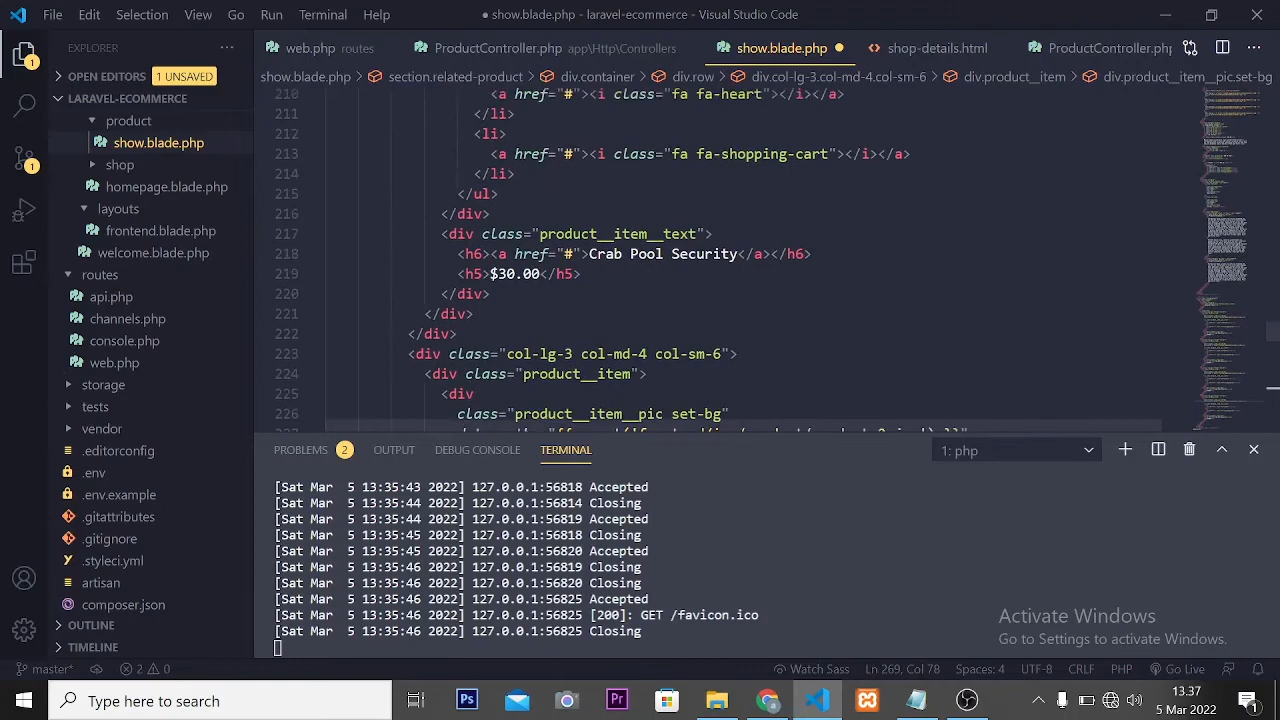 File Edit Selection View Go Run Terminal Help
● show.blade.php - laravel-ecommerce - Visual Studio Code
EXPLORER
web.php routes
ProductController.php app\Http\Controllers
show.blade.php
shop-details.html
ProductController.php
OPEN EDITORS 1 UNSAVED
show.blade.php > section.related-product > div.container > div.row > div.col-lg-3.col-md-4.col-sm-6 > div.product__item > div.product__item__pic.set-bg
LARAVEL-ECOMMERCE
product
show.blade.php
shop
homepage.blade.php
layouts
frontend.blade.php
welcome.blade.php
routes
api.php
channels.php
console.php
web.php
storage
tests
vendor
.editorconfig
.env
.env.example
.gitattributes
.gitignore
.styleci.yml
artisan
composer.json
OUTLINE
TIMELINE
210 <a href="#"><i class="fa fa-heart"></i></a>
211 </li>
212 <li>
213 <a href="#"><i class="fa fa-shopping-cart"></i></a>
214 </li>
215 </ul>
216 </div>
217 <div class="product__item__text">
218 <h6><a href="#">Crab Pool Security</a></h6>
219 <h5>$30.00</h5>
220 </div>
221 </div>
222 </div>
223 <div class="col-lg-3 col-md-4 col-sm-6">
224 <div class="product__item">
225 <div
226 class="product__item__pic set-bg"
PROBLEMS 2 OUTPUT DEBUG CONSOLE TERMINAL
1: php
[Sat Mar 5 13:35:43 2022] 127.0.0.1:56818 Accepted
[Sat Mar 5 13:35:44 2022] 127.0.0.1:56814 Closing
[Sat Mar 5 13:35:44 2022] 127.0.0.1:56819 Accepted
[Sat Mar 5 13:35:45 2022] 127.0.0.1:56818 Closing
[Sat Mar 5 13:35:46 2022] 127.0.0.1:56820 Accepted
[Sat Mar 5 13:35:46 2022] 127.0.0.1:56819 Closing
[Sat Mar 5 13:35:46 2022] 127.0.0.1:56820 Closing
[Sat Mar 5 13:35:46 2022] 127.0.0.1:56825 Accepted
[Sat Mar 5 13:35:46 2022] 127.0.0.1:56825 [200]: GET /favicon.ico
[Sat Mar 5 13:35:46 2022] 127.0.0.1:56825 Closing
Activate Windows
Go to Settings to activate Windows.
master* 2 0
Watch Sass Ln 269, Col 78 Spaces: 4 UTF-8 CRLF PHP Go Live
Type here to search
Ps
Pr
a
17:37
5 Mar 2022
1